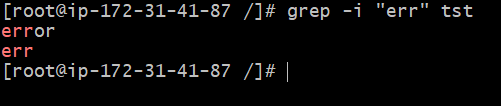 [root@ip-172-31-41-87 /]# grep -i "err" tst
error
err
[root@ip-172-31-41-87 /]#